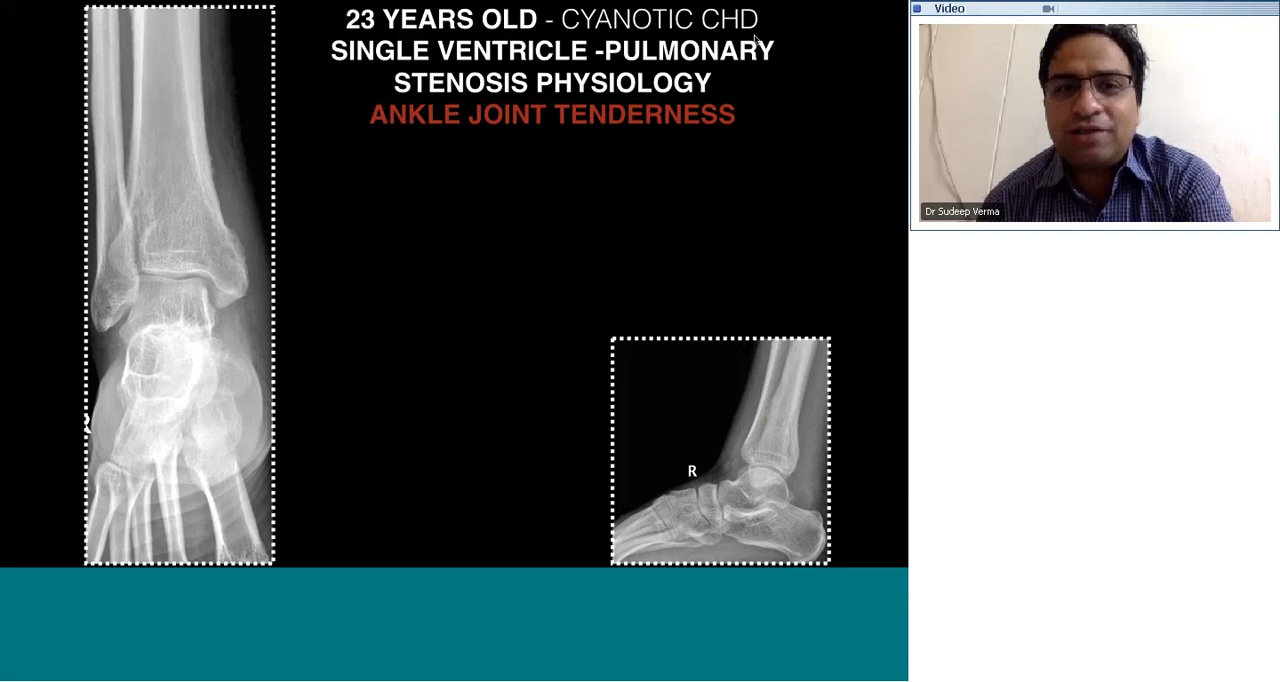 23 YEARS OLD - CYANOTIC CHD
SINGLE VENTRICLE -PULMONARY
STENOSIS PHYSIOLOGY
ANKLE JOINT TENDERNESS
R
Video
Dr Sudeep Verma